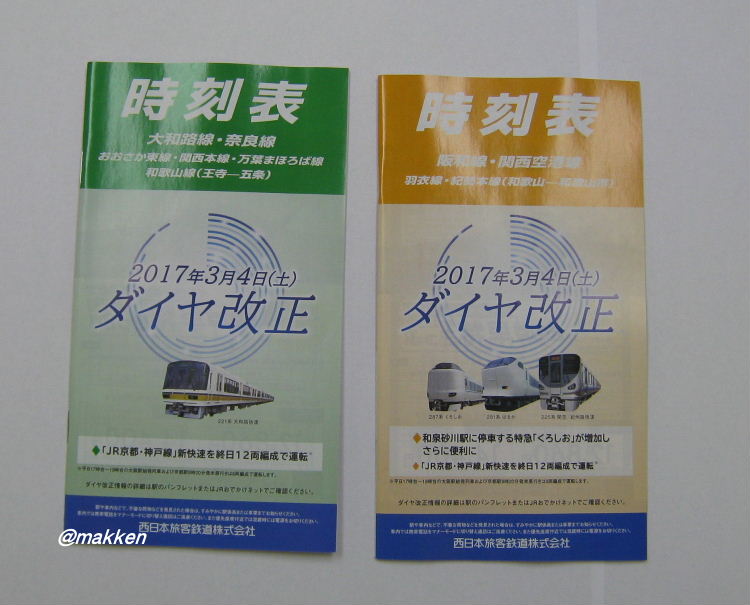 時刻表
大和路線・奈良線
おおさか東線・関西本線・万葉まほろば線
和歌山線(王寺―五条)
2017年3月4日(土)
ダイヤ改正
221系 大和路快速
◆「JR京都・神戸線」新快速を終日12両編成で運転※
ダイヤ改正情報の詳細は駅のパンフレットまたはJRおでかけネットでご確認ください。
西日本旅客鉄道株式会社
時刻表
阪和線・関西空港線
羽衣線・紀勢本線(和歌山―和歌山市)
2017年3月4日(土)
ダイヤ改正
287系 くろしお
281系 はるか
225系 関空 紀州路快速
◆和泉砂川駅に停車する特急「くろしお」が増加し
さらに便利に
◆「JR京都・神戸線」新快速を終日12両編成で運転※
ダイヤ改正情報の詳細は駅のパンフレットまたはJRおでかけネットでご確認ください。
西日本旅客鉄道株式会社
@makken